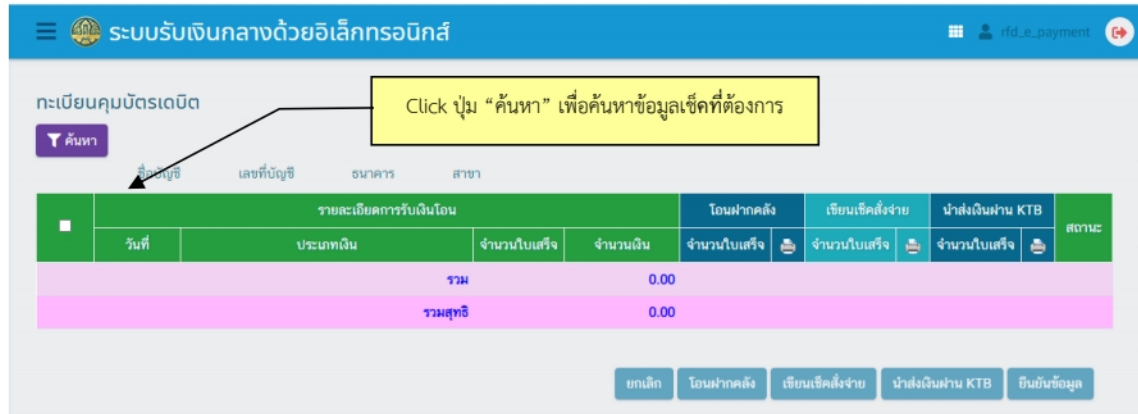 ระบบรับเงินกลางด้วยอิเล็กทรอนิกส์ rfd_e_payment
ทะเบียนคุมบัตรเดบิต
Click ปุ่ม “ค้นหา” เพื่อค้นหาข้อมูลเช็คที่ต้องการ
ค้นหา
ชื่อบัญชี เลขที่บัญชี ธนาคาร สาขา
รายละเอียดการรับเงินโอน โอนฝากคลัง เขียนเช็คสั่งจ่าย นำส่งเงินผ่าน KTB สถานะ
วันที่ ประเภทเงิน จำนวนใบเสร็จ จำนวนเงิน จำนวนใบเสร็จ จำนวนใบเสร็จ จำนวนใบเสร็จ
รวม 0.00
รวมสุทธิ 0.00
ยกเลิก โอนฝากคลัง เขียนเช็คสั่งจ่าย นำส่งเงินผ่าน KTB ยืนยันข้อมูล